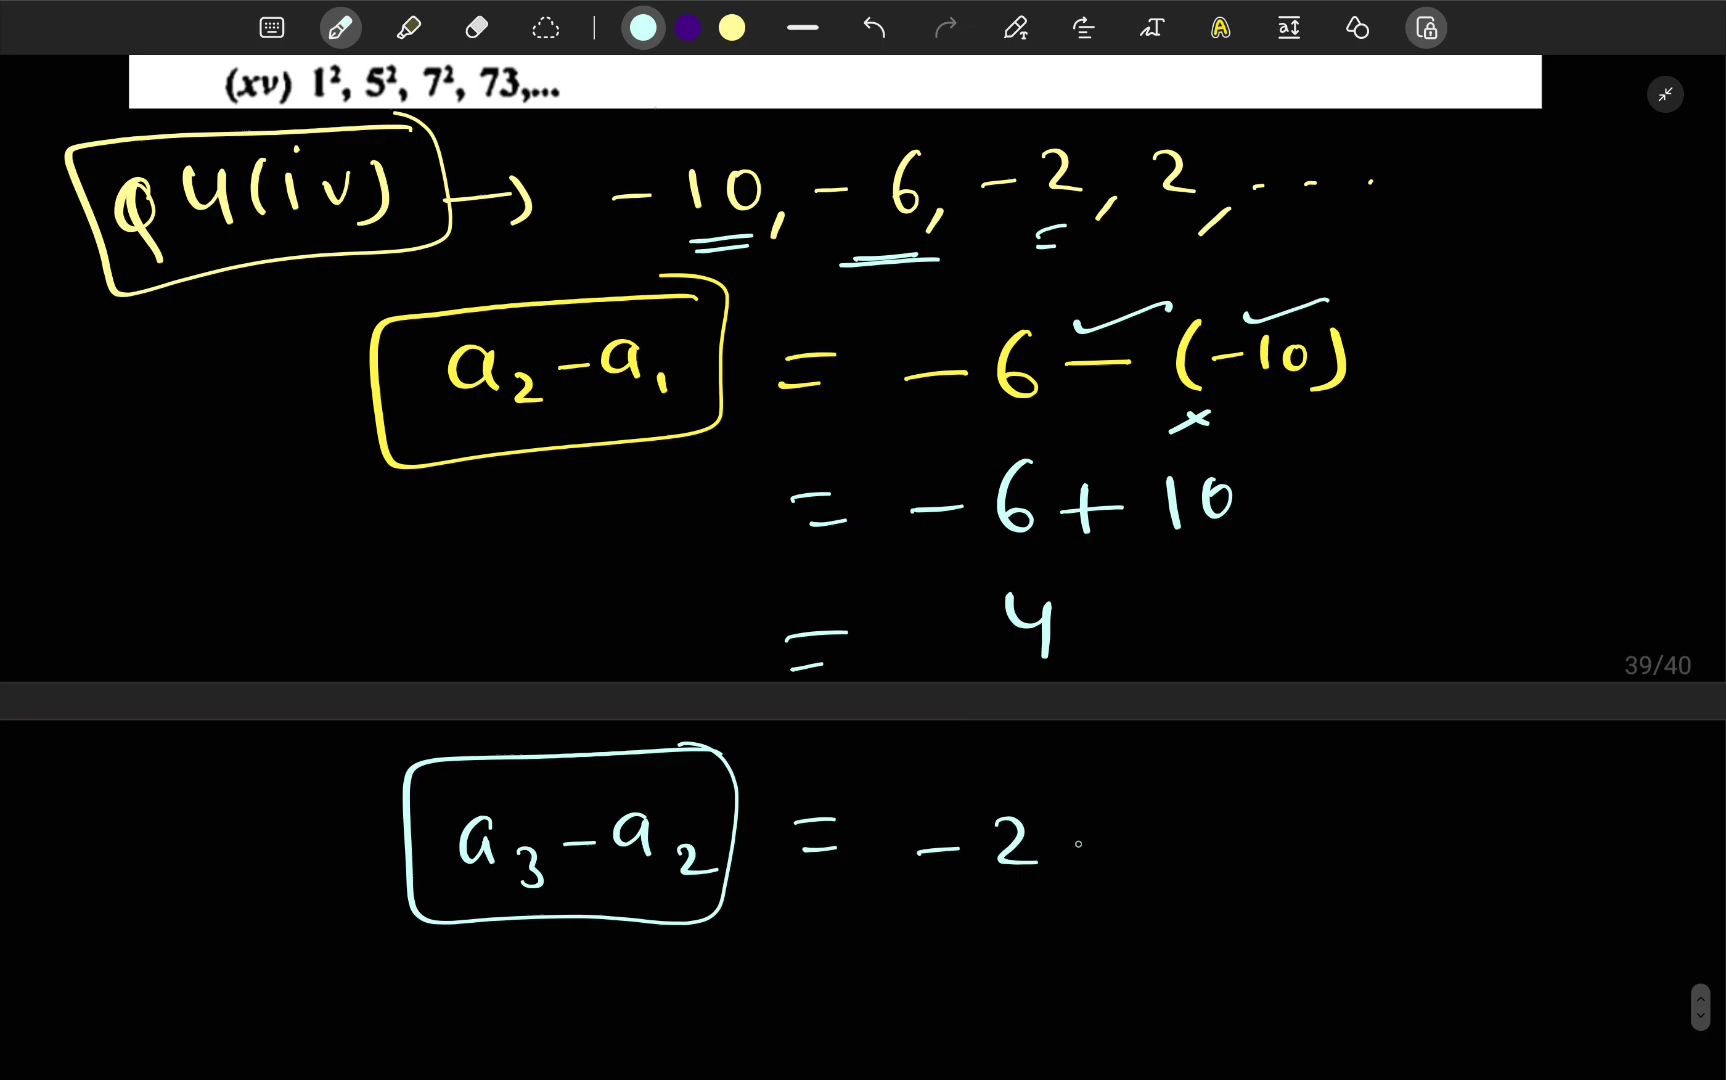 (xv) 1², 5², 7², 73,...
Q4(iv) → -10, -6, -2, 2, ....
a₂ - a₁ = -6 - (-10)
= -6 + 10
= 4
39/40
a₃ - a₂ = -2